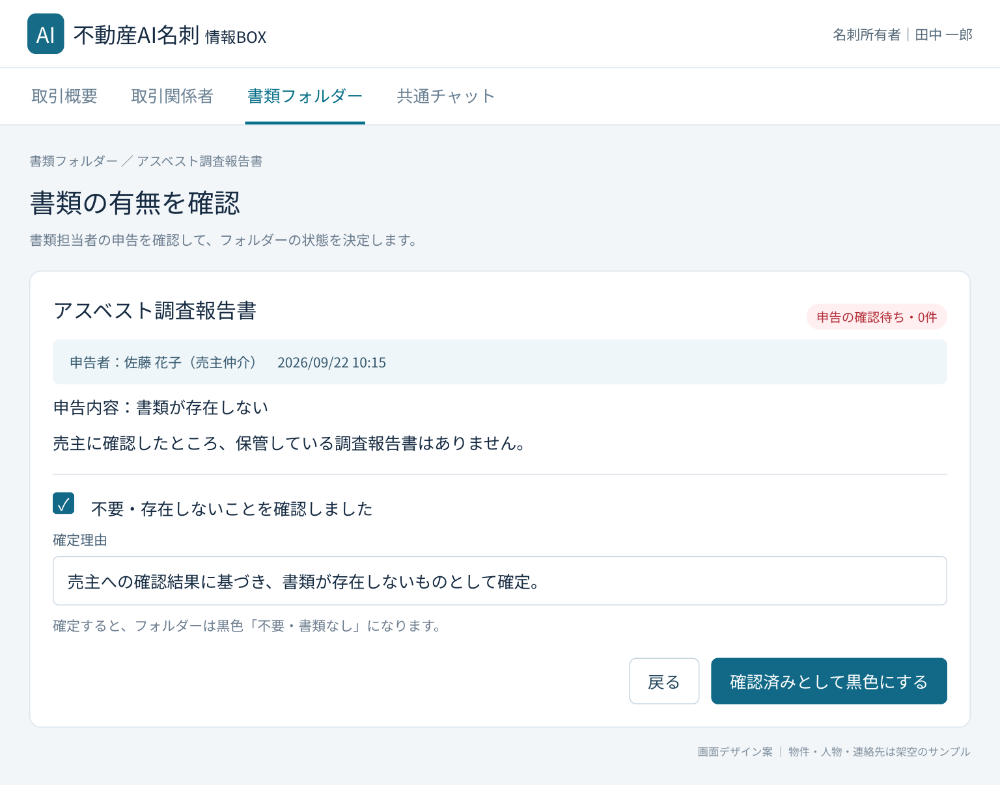 AI 不動産AI名刺 情報BOX
名刺所有者｜田中 一郎
取引概要 取引関係者 書類フォルダー 共通チャット
書類フォルダー ／ アスベスト調査報告書
書類の有無を確認
書類担当者の申告を確認して、フォルダーの状態を決定します。
アスベスト調査報告書
申告の確認待ち・0件
申告者：佐藤 花子（売主仲介）　2026/09/22 10:15
申告内容：書類が存在しない
売主に確認したところ、保管している調査報告書はありません。
✓ 不要・存在しないことを確認しました
確定理由
売主への確認結果に基づき、書類が存在しないものとして確定。
確定すると、フォルダーは黒色「不要・書類なし」になります。
戻る 確認済みとして黒色にする
画面デザイン案 ｜ 物件・人物・連絡先は架空のサンプル